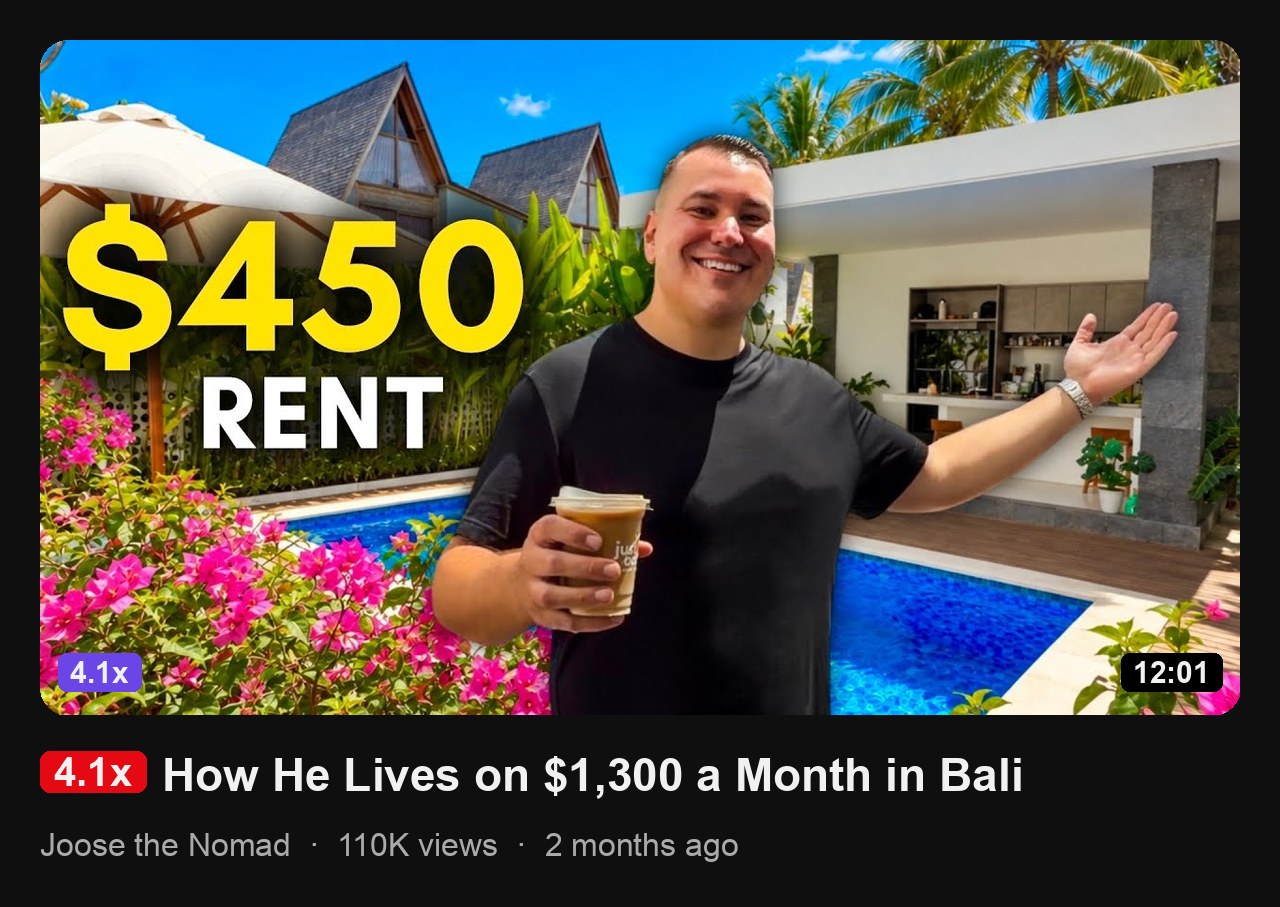 $450
RENT
4.1x
12:01
4.1x How He Lives on $1,300 a Month in Bali
Joose the Nomad · 110K views · 2 months ago